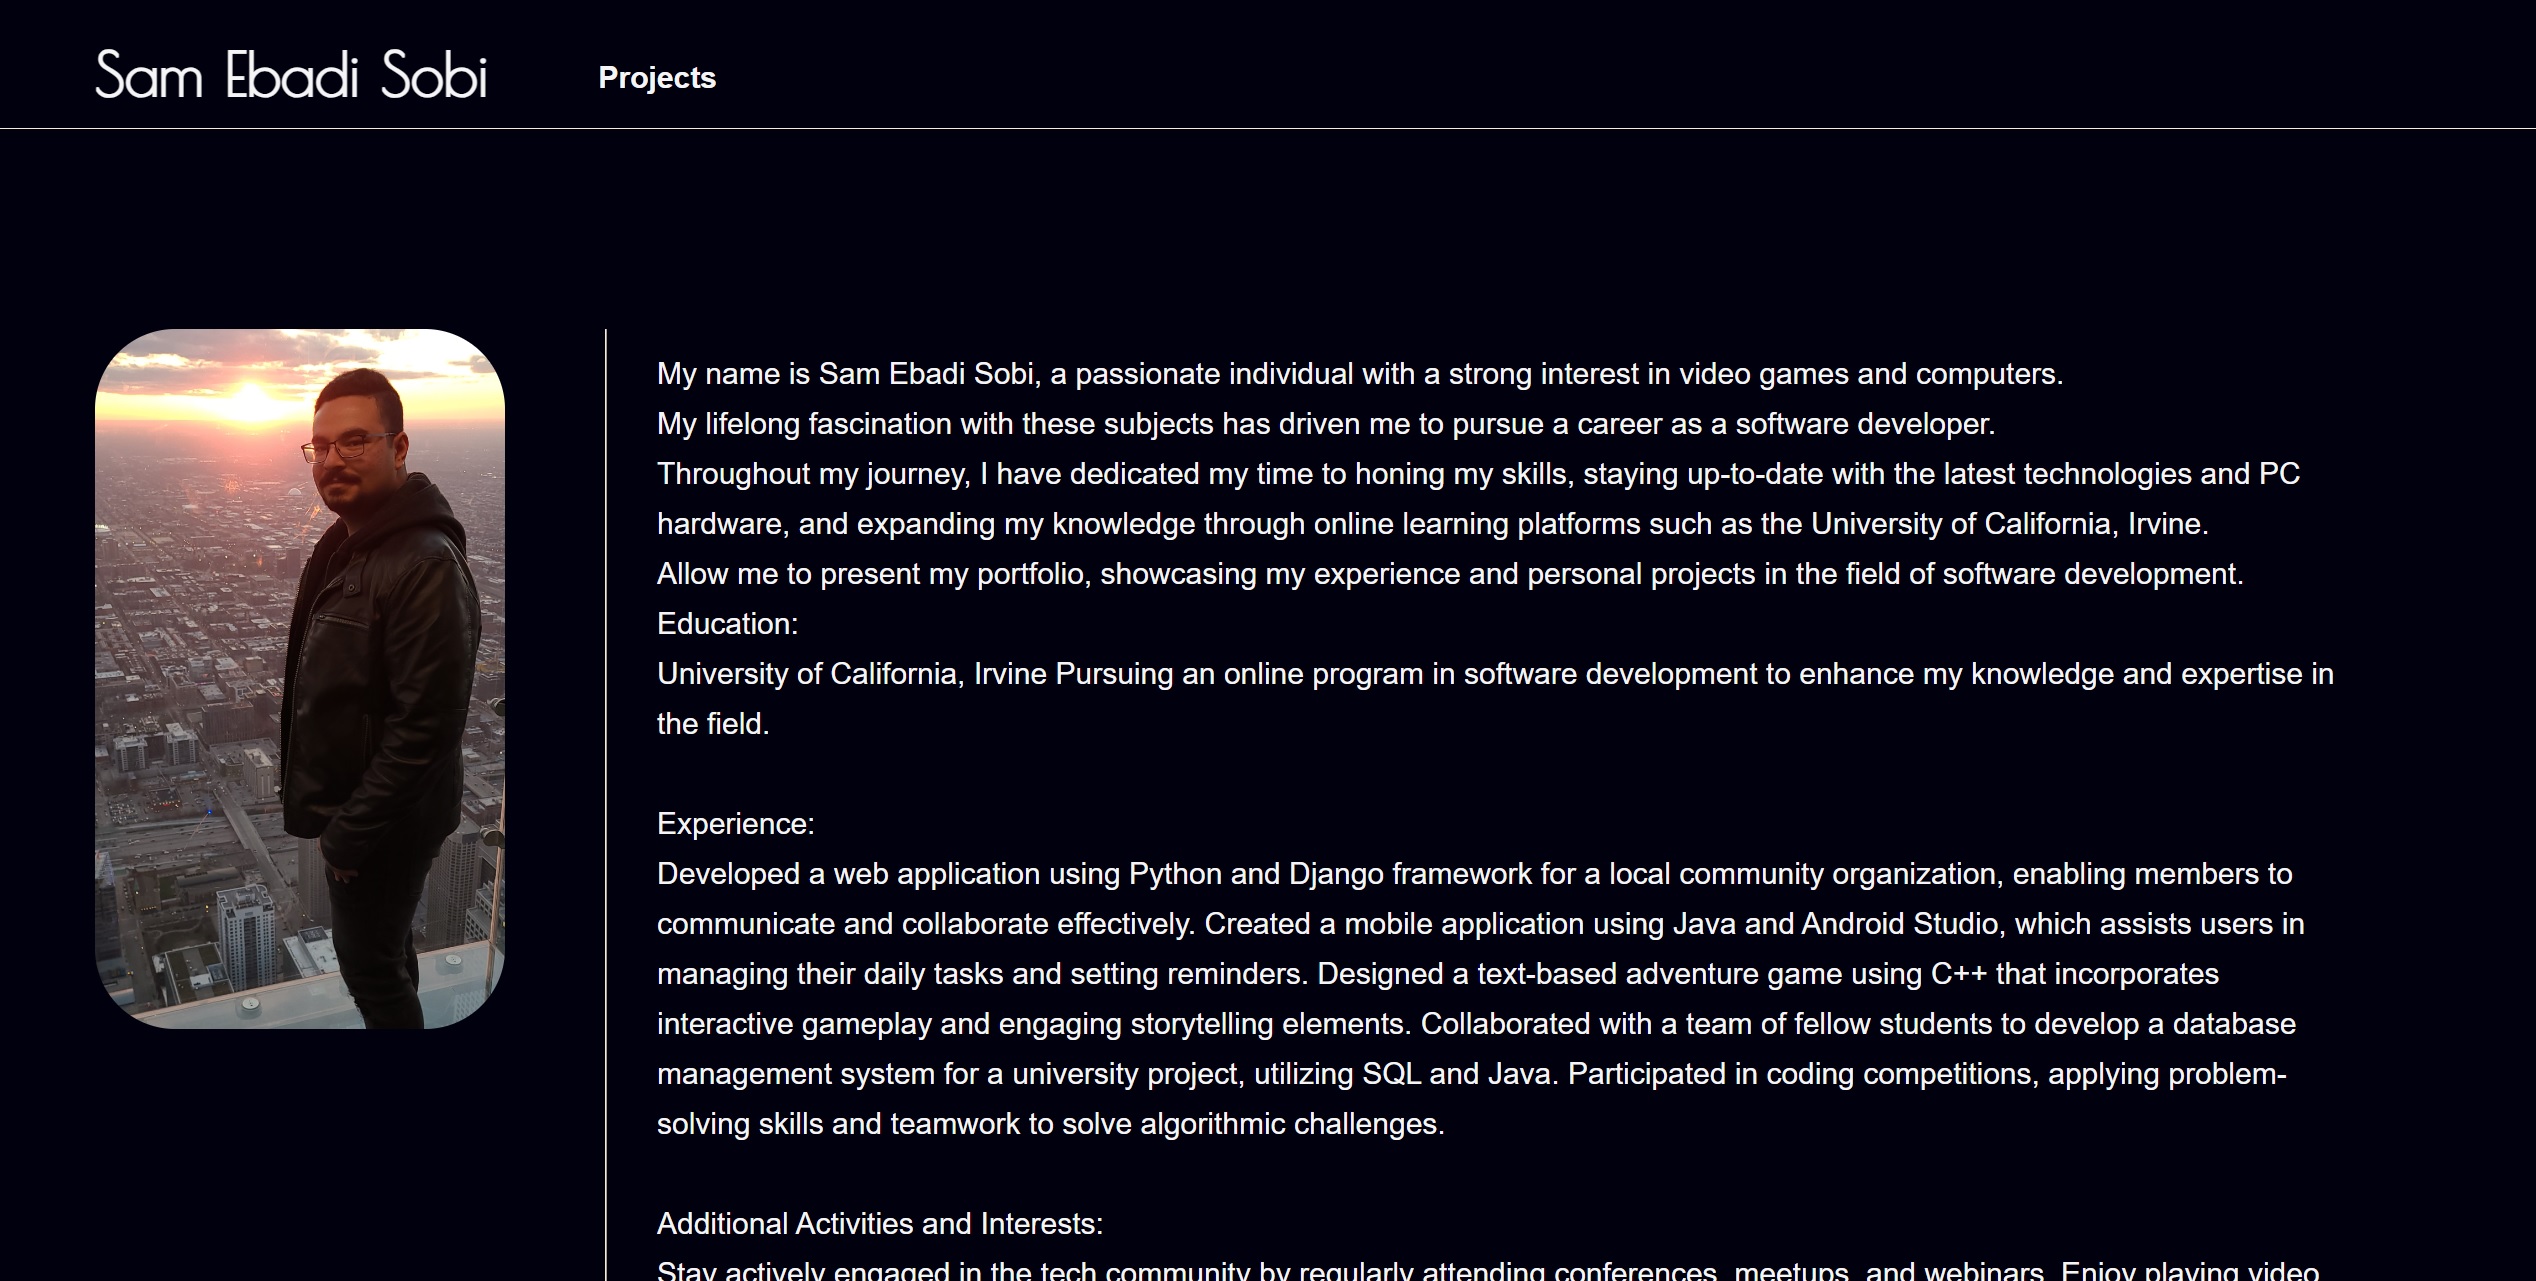 Sam Ebadi Sobi
Projects
My name is Sam Ebadi Sobi, a passionate individual with a strong interest in video games and computers.
My lifelong fascination with these subjects has driven me to pursue a career as a software developer.
Throughout my journey, I have dedicated my time to honing my skills, staying up-to-date with the latest technologies and PC
hardware, and expanding my knowledge through online learning platforms such as the University of California, Irvine.
Allow me to present my portfolio, showcasing my experience and personal projects in the field of software development.
Education:
University of California, Irvine Pursuing an online program in software development to enhance my knowledge and expertise in
the field.
Experience:
Developed a web application using Python and Django framework for a local community organization, enabling members to
communicate and collaborate effectively. Created a mobile application using Java and Android Studio, which assists users in
managing their daily tasks and setting reminders. Designed a text-based adventure game using C++ that incorporates
interactive gameplay and engaging storytelling elements. Collaborated with a team of fellow students to develop a database
management system for a university project, utilizing SQL and Java. Participated in coding competitions, applying problem-
solving skills and teamwork to solve algorithmic challenges.
Additional Activities and Interests:
Stay actively engaged in the tech community by regularly attending conferences, meetups, and webinars. Enjoy playing video